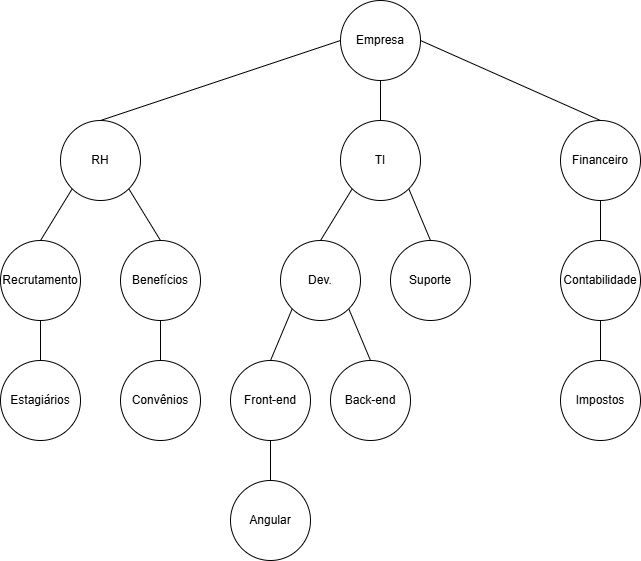 Empresa
RH
TI
Financeiro
Recrutamento
Benefícios
Dev.
Suporte
Contabilidade
Estagiários
Convênios
Front-end
Back-end
Impostos
Angular